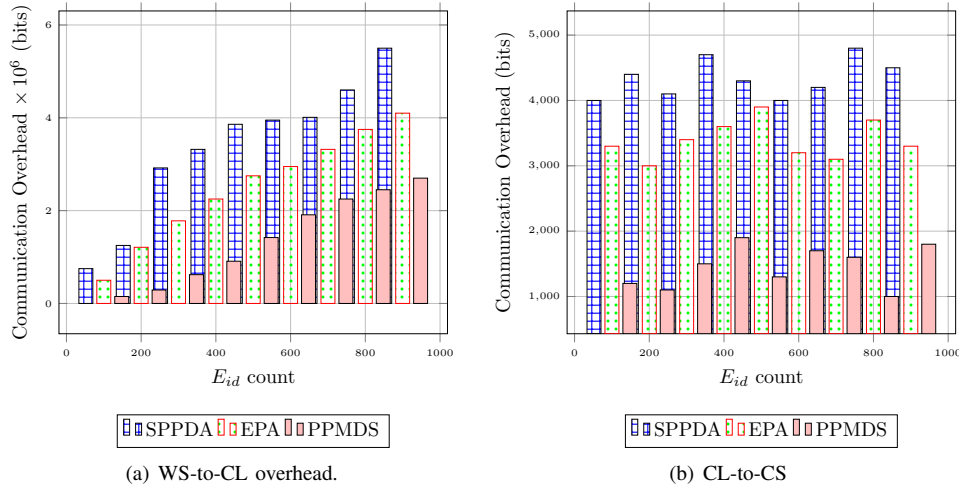 Communication Overhead × 10^6 (bits)
6
4
2
0
0 200 400 600 800 1000
E_id count
SPPDA EPA PPMDS
(a) WS-to-CL overhead.
Communication Overhead (bits)
5,000
4,000
3,000
2,000
1,000
0 200 400 600 800 1000
E_id count
SPPDA EPA PPMDS
(b) CL-to-CS